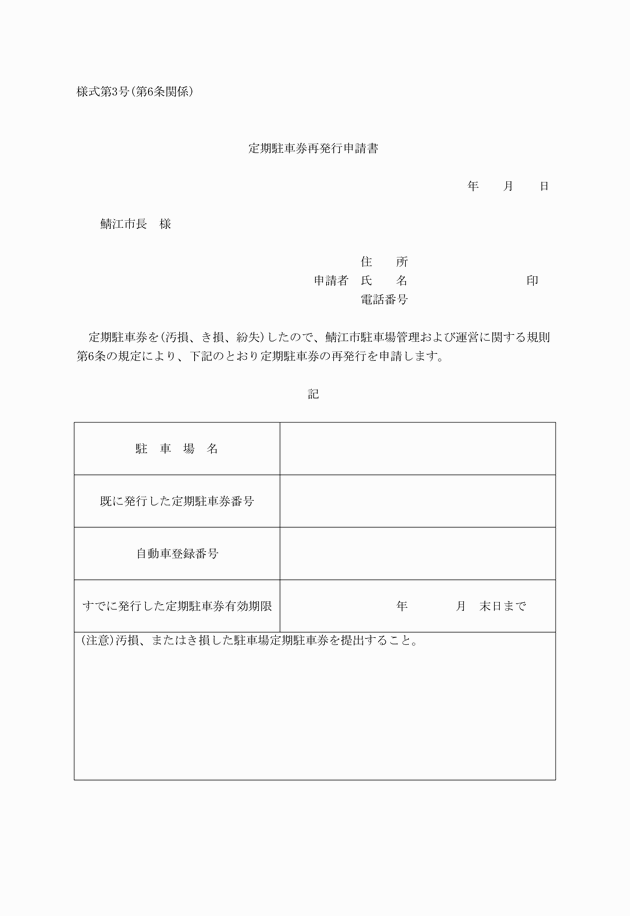 様式第3号(第6条関係)
定期駐車券再発行申請書
年　　月　　日
鯖江市長　様
住　　所
申請者　氏　　名　　　　　　　　　　印
電話番号
定期駐車券を(汚損、き損、紛失)したので、鯖江市駐車場管理および運営に関する規則
第6条の規定により、下記のとおり定期駐車券の再発行を申請します。
記
駐　車　場　名
既に発行した定期駐車券番号
自動車登録番号
すでに発行した定期駐車券有効期限　　　　年　　　　月　末日まで
(注意)汚損、またはき損した駐車場定期駐車券を提出すること。